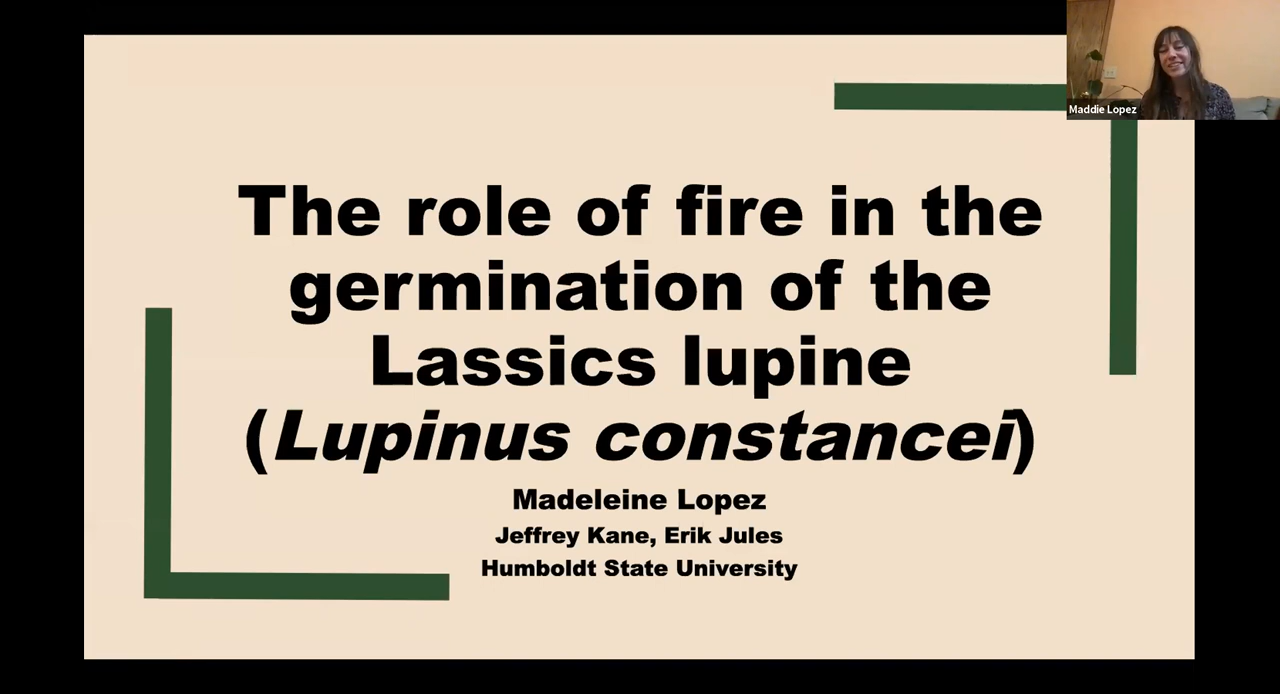 Maddie Lopez
The role of fire in the
germination of the
Lassics lupine
(Lupinus constancei)
Madeleine Lopez
Jeffrey Kane, Erik Jules
Humboldt State University